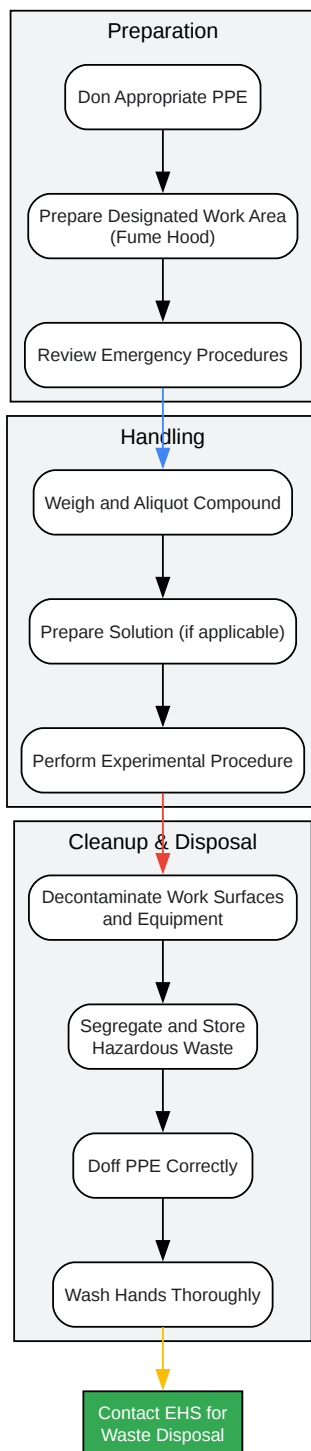 Preparation
Don Appropriate PPE
Prepare Designated Work Area
(Fume Hood)
Review Emergency Procedures
Handling
Weigh and Aliquot Compound
Prepare Solution (if applicable)
Perform Experimental Procedure
Cleanup & Disposal
Decontaminate Work Surfaces
and Equipment
Segregate and Store
Hazardous Waste
Doff PPE Correctly
Wash Hands Thoroughly
Contact EHS for
Waste Disposal